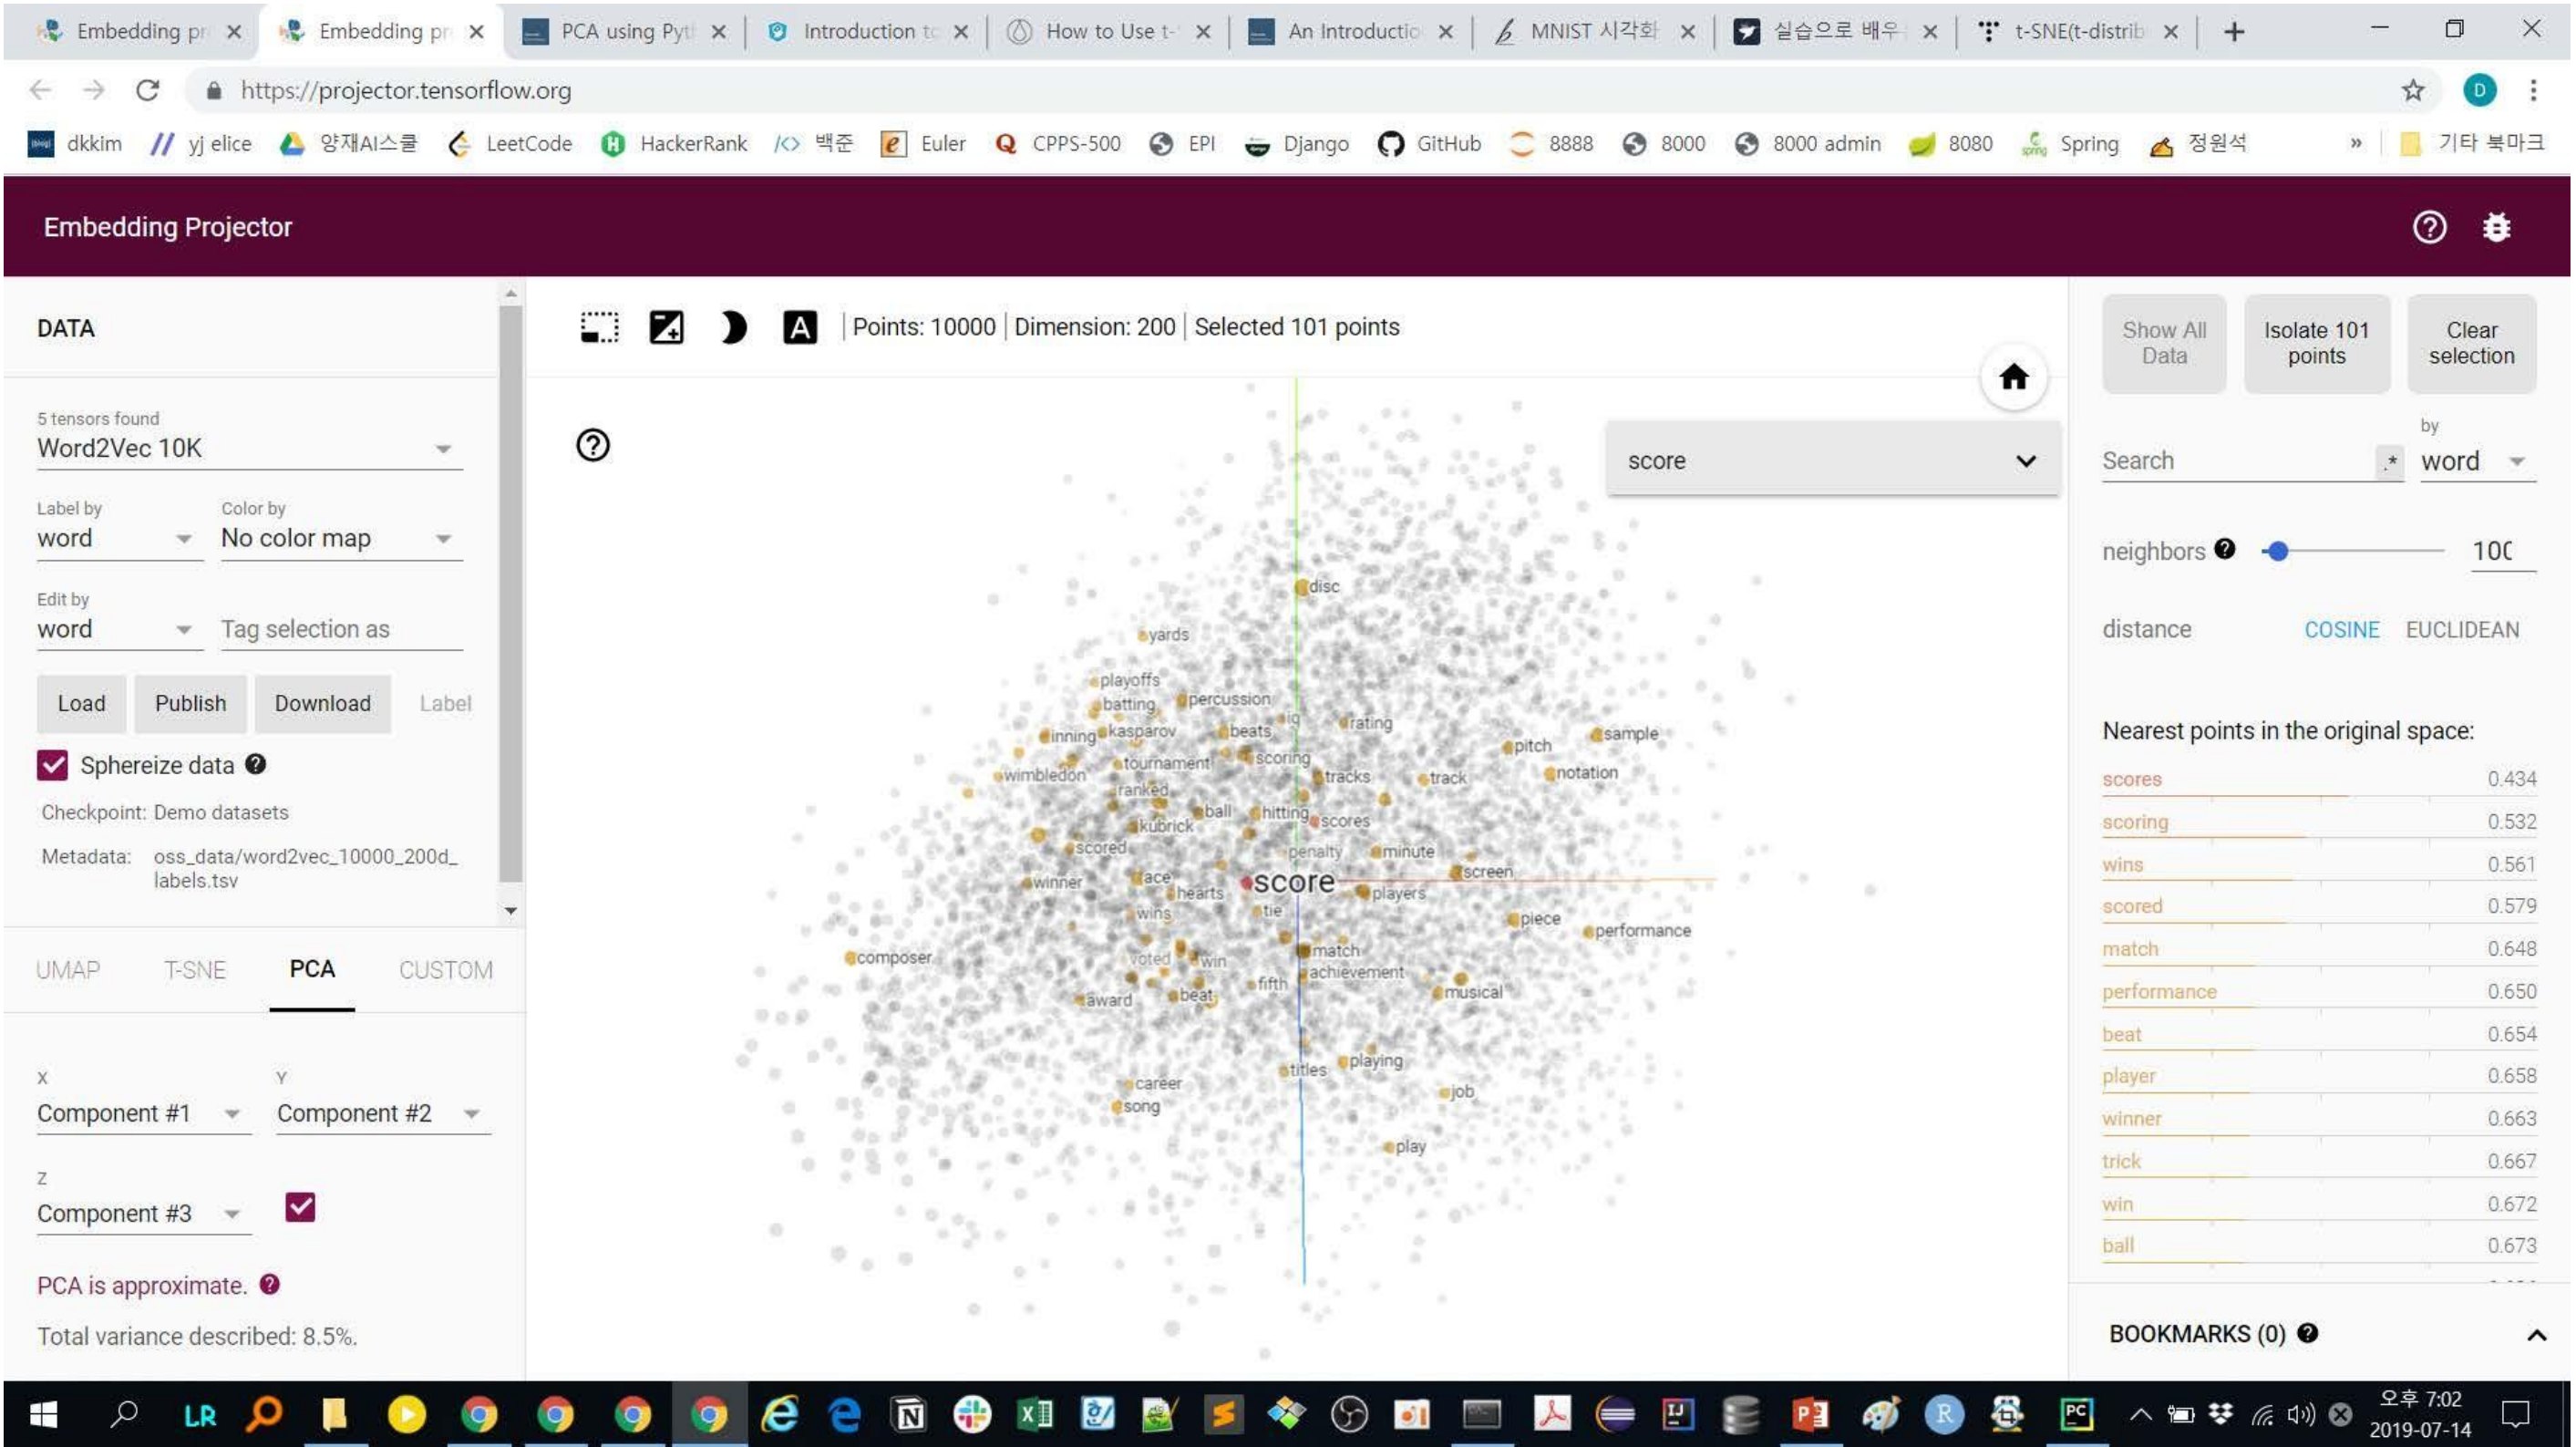 Embedding pr
Embedding pr
PCA using Pyt
Introduction to
How to Use t-
An Introductio
MNIST 시각화
실습으로 배우
t-SNE(t-distrib
https://projector.tensorflow.org
D
dkkim yj elice 양재AI스쿨 LeetCode HackerRank 백준 Euler CPPS-500 EPI Django GitHub 8888 8000 8000 admin 8080 Spring 정원석 » 기타 북마크
Embedding Projector
DATA
5 tensors found
Word2Vec 10K
Label by Color by
word No color map
Edit by
word Tag selection as
Load Publish Download Label
Sphereize data
Checkpoint: Demo datasets
Metadata: oss_data/word2vec_10000_200d_
labels.tsv
UMAP T-SNE PCA CUSTOM
X Y
Component #1 Component #2
Z
Component #3
PCA is approximate.
Total variance described: 8.5%.
A
Points: 10000 | Dimension: 200 | Selected 101 points
score
disc
yards
playoffs
batting percussion
iq rating
inning kasparov beats pitch sample
tournament scoring
wimbledon tracks track notation
ranked
ball hitting
kubrick scores
scored penalty minute
winner face score screen
hearts players
wins tie
piece performance
composer voted win match
achievement
fifth musical
award beat
titles playing
career job
song
play
Show All
Data
Isolate 101
points
Clear
selection
by
Search .* word
neighbors 100
distance COSINE EUCLIDEAN
Nearest points in the original space:
scores 0.434
scoring 0.532
wins 0.561
scored 0.579
match 0.648
performance 0.650
beat 0.654
player 0.658
winner 0.663
trick 0.667
win 0.672
ball 0.673
BOOKMARKS (0)
LR
오후 7:02
2019-07-14